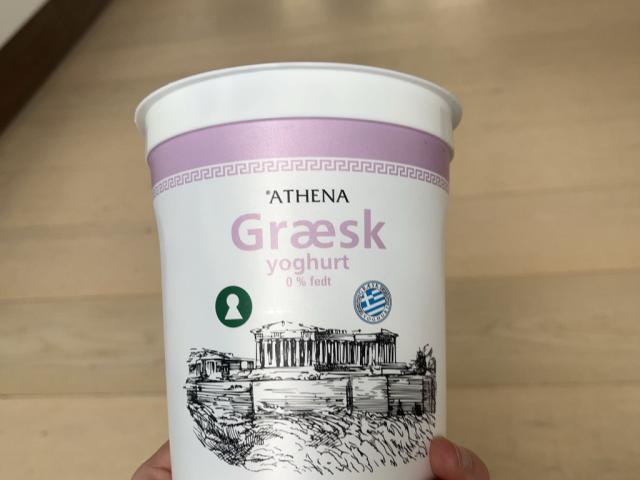 ®ATHENA
Græsk
yoghurt
0 % fedt